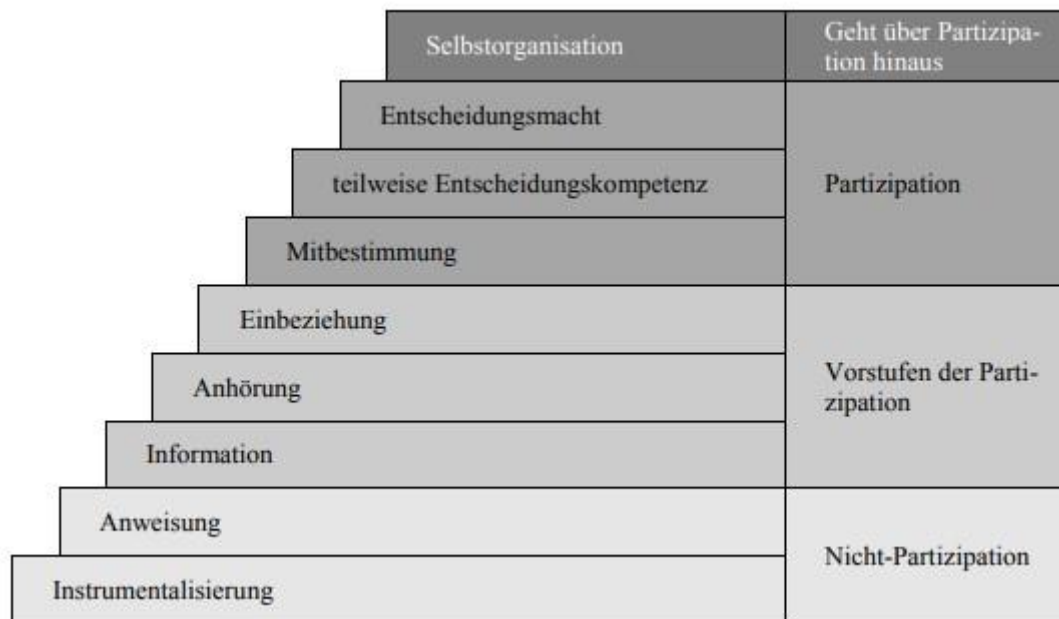 Selbstorganisation
Geht über Partizipa-
tion hinaus
Entscheidungsmacht
teilweise Entscheidungskompetenz
Partizipation
Mitbestimmung
Einbeziehung
Anhörung
Vorstufen der Parti-
zipation
Information
Anweisung
Nicht-Partizipation
Instrumentalisierung